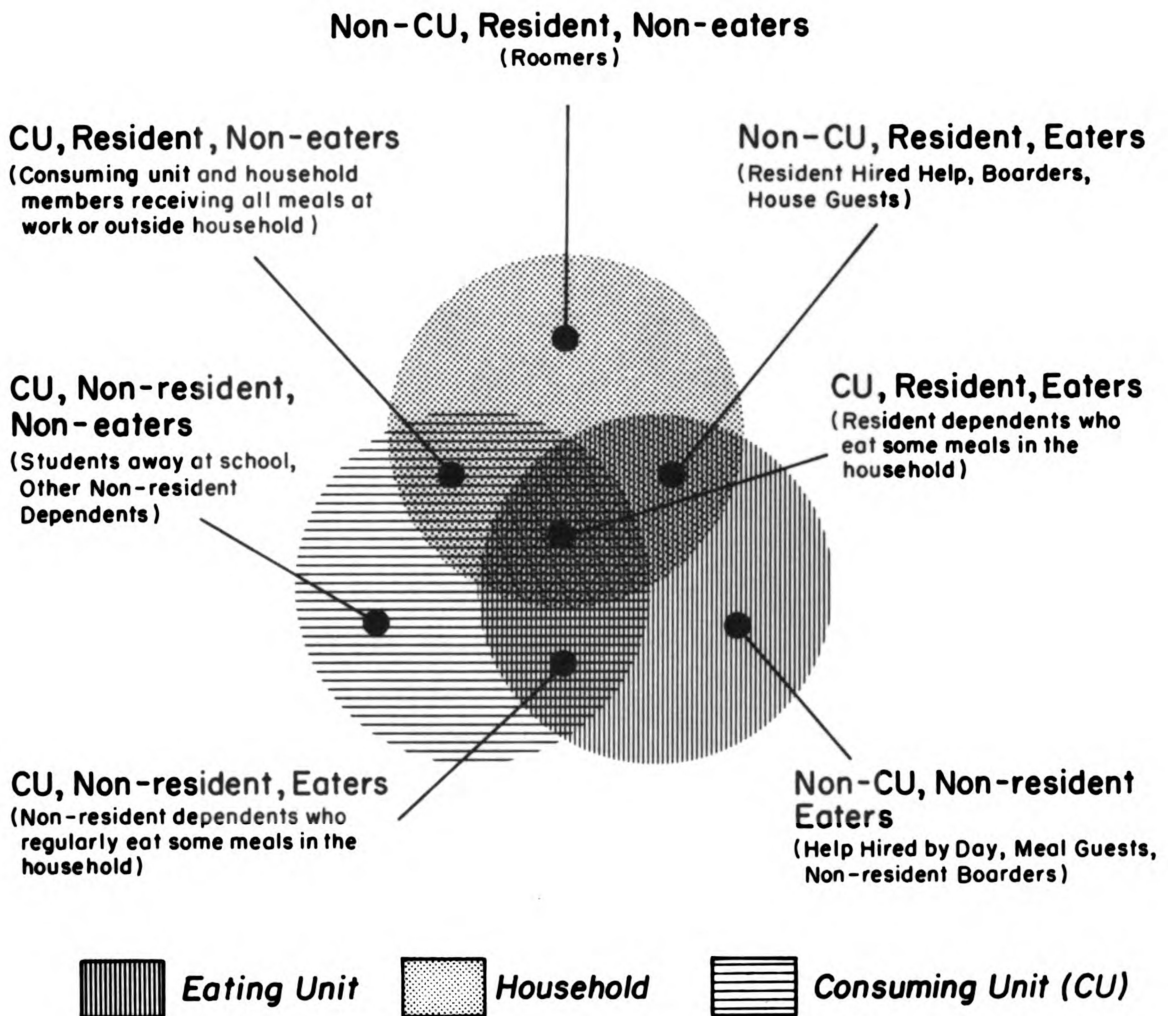 Non-CU, Resident, Non-eaters
(Roomers)
CU, Resident, Non-eaters
(Consuming unit and household
members receiving all meals at
work or outside household)
Non-CU, Resident, Eaters
(Resident Hired Help, Boarders,
House Guests)
CU, Non-resident,
Non-eaters
(Students away at school,
Other Non-resident
Dependents)
CU, Resident, Eaters
(Resident dependents who
eat some meals in the
household)
CU, Non-resident, Eaters
(Non-resident dependents who
regularly eat some meals in the
household)
Non-CU, Non-resident
Eaters
(Help Hired by Day, Meal Guests,
Non-resident Boarders)
Eating Unit
Household
Consuming Unit (CU)